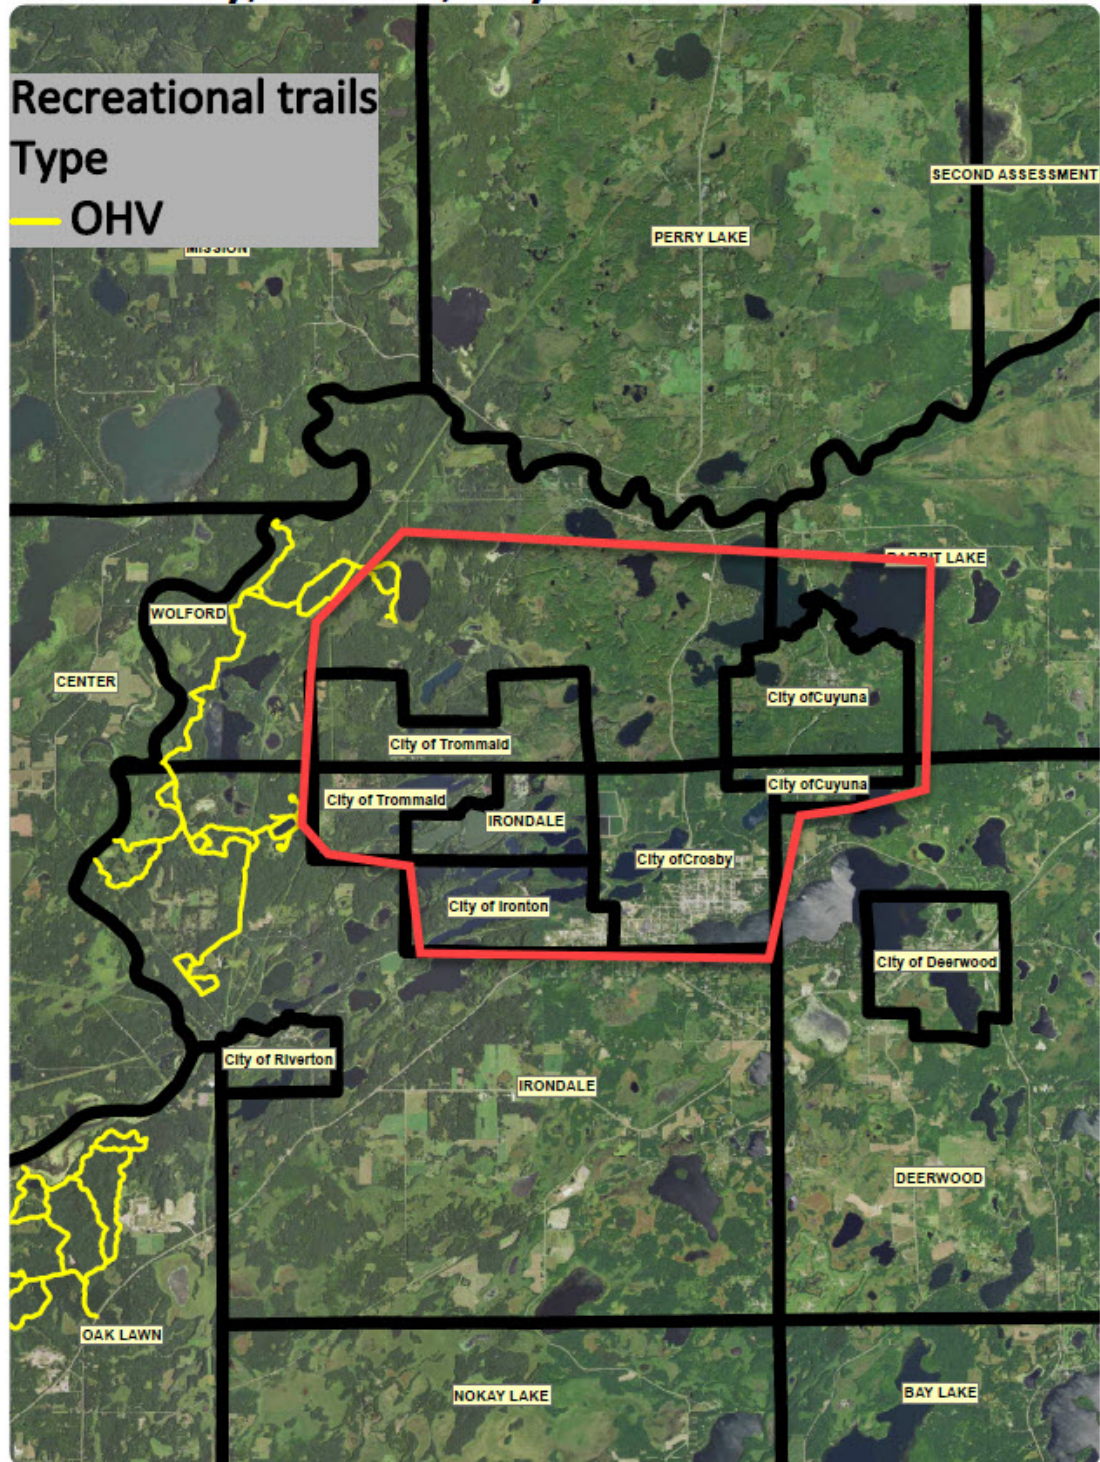 Recreational trails
Type
OHV
MISSION
SECOND ASSESSMENT
PERRY LAKE
RABBIT LAKE
WOLFORD
CENTER
City ofCuyuna
City of Trommald
City ofCuyuna
City of Trommald
IRONDALE
City ofCrosby
City of Ironton
City of Deerwood
City of Riverton
IRONDALE
DEERWOOD
OAK LAWN
NOKAY LAKE
BAY LAKE